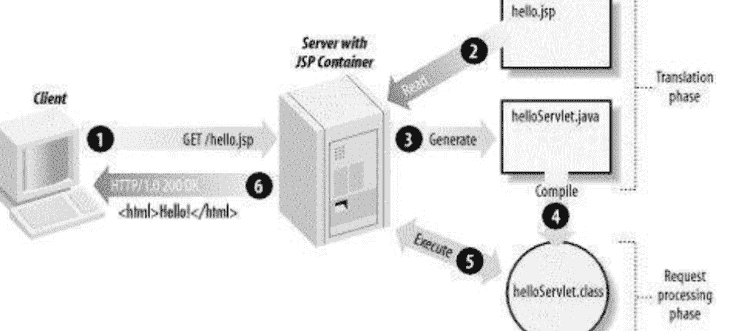 hello.jsp
Server with
JSP Container
2
Read
Translation
phase
Client
1
GET /hello.jsp
3
Generate
helloServlet.java
HTTP/1.0 200 OK
6
<html>Hello!</html>
Compile
4
Execute
5
helloServlet.class
Request
processing
phase